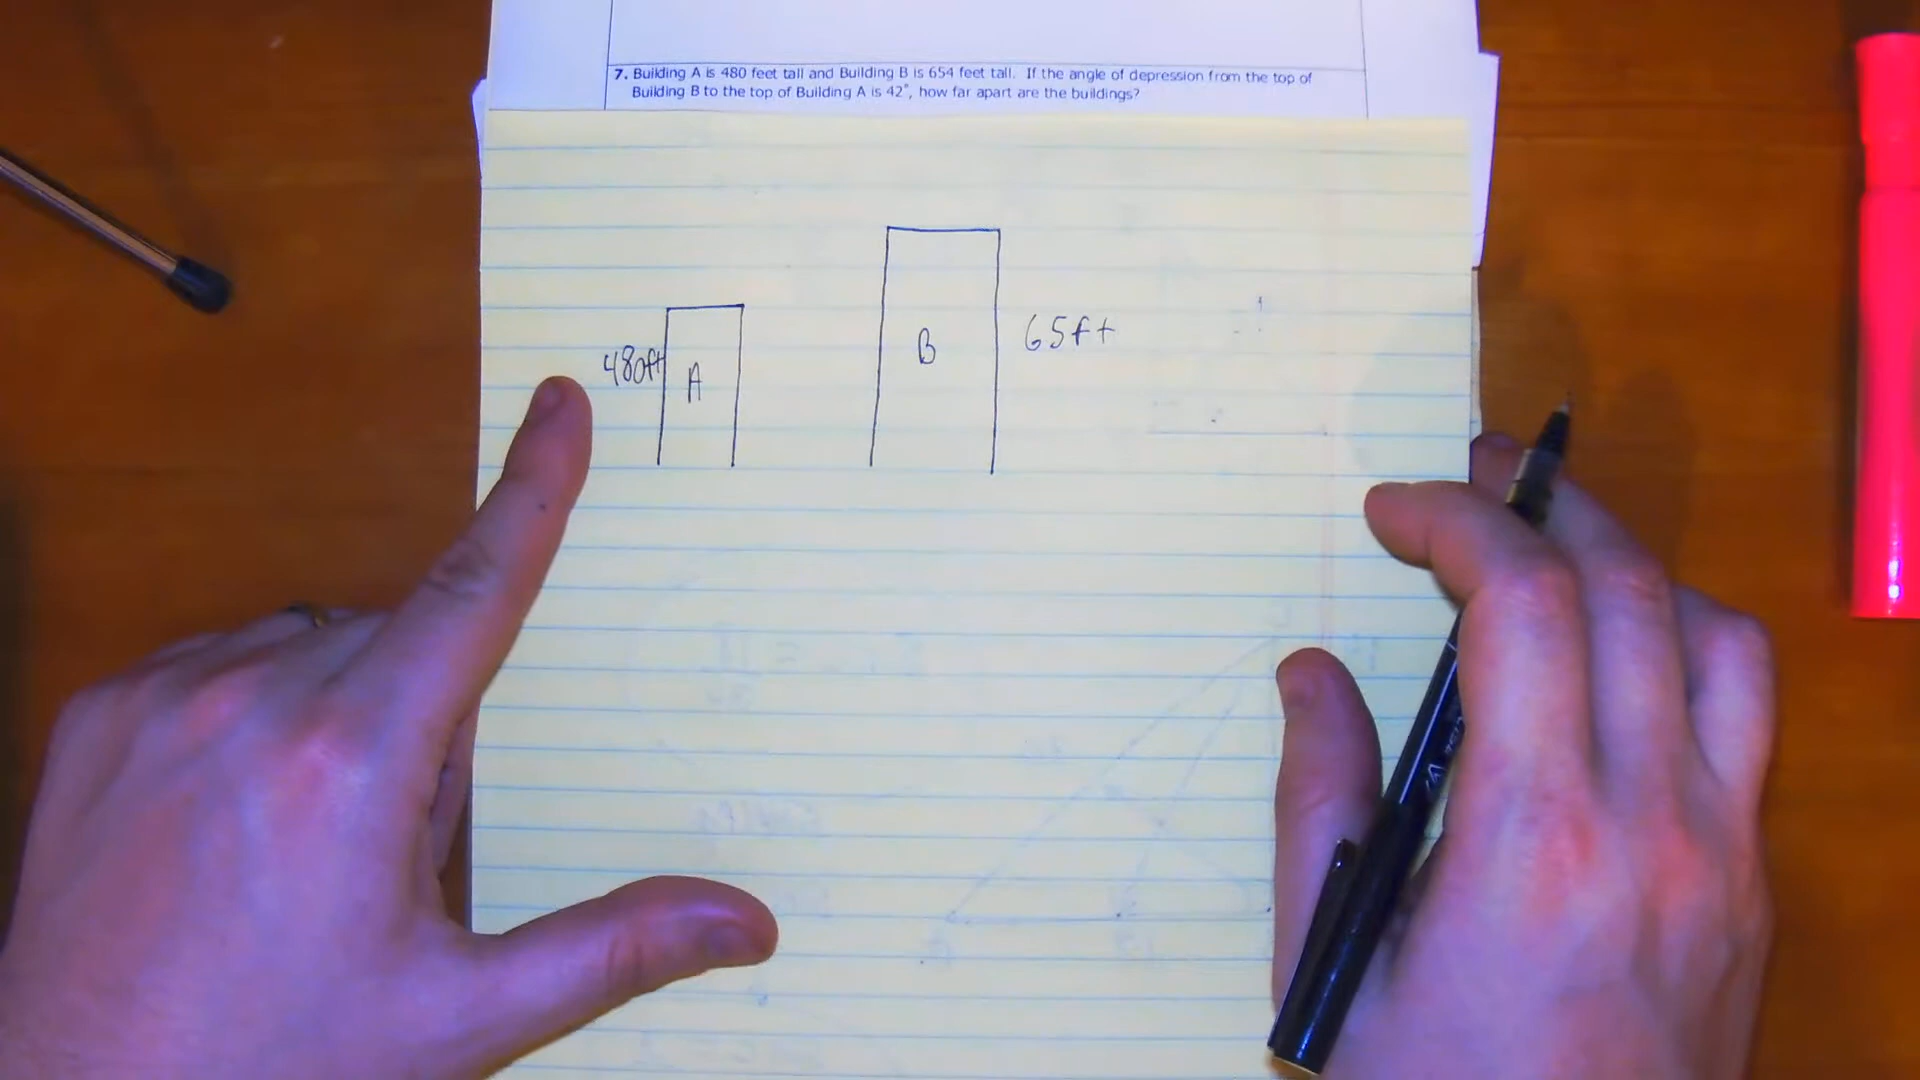 7. Building A is 480 feet tall and Building B is 654 feet tall. If the angle of depression from the top of
Building B to the top of Building A is 42°, how far apart are the buildings?
480ft
A
B
65ft